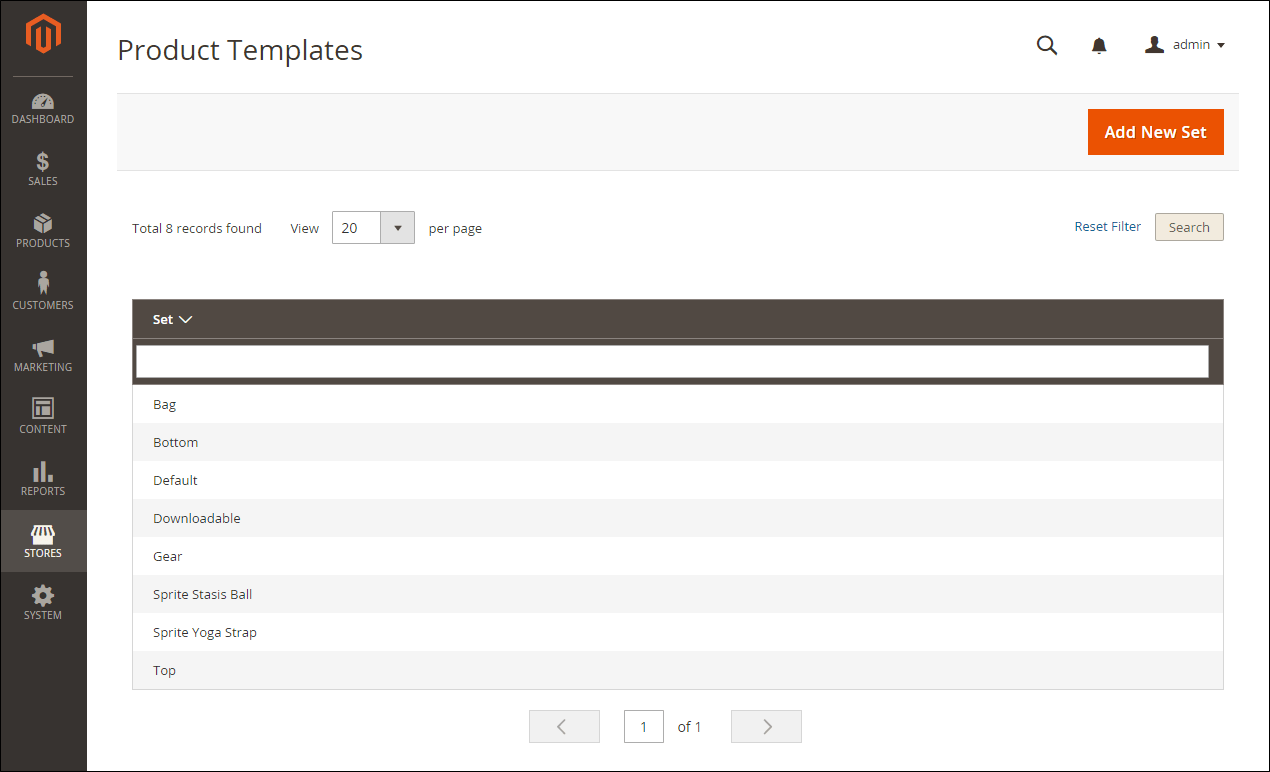 Product Templates
admin
DASHBOARD
SALES
PRODUCTS
CUSTOMERS
MARKETING
CONTENT
REPORTS
STORES
SYSTEM
Add New Set
Total 8 records found View 20 per page
Reset Filter Search
Set
Bag
Bottom
Default
Downloadable
Gear
Sprite Stasis Ball
Sprite Yoga Strap
Top
1 of 1